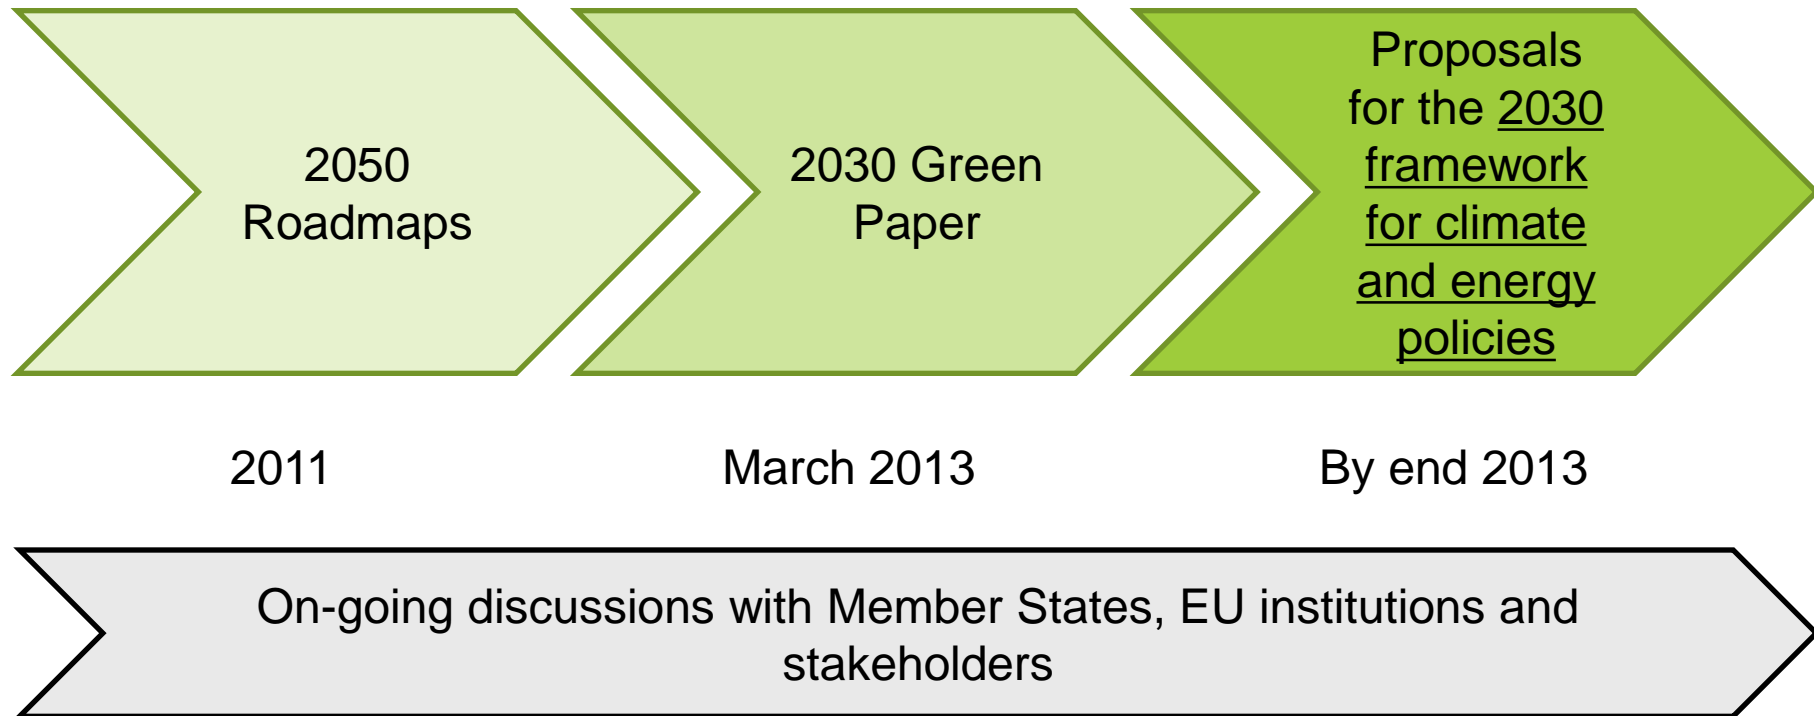 2050
Roadmaps
2030 Green
Paper
Proposals
for the 2030
framework
for climate
and energy
policies
2011
March 2013
By end 2013
On-going discussions with Member States, EU institutions and
stakeholders